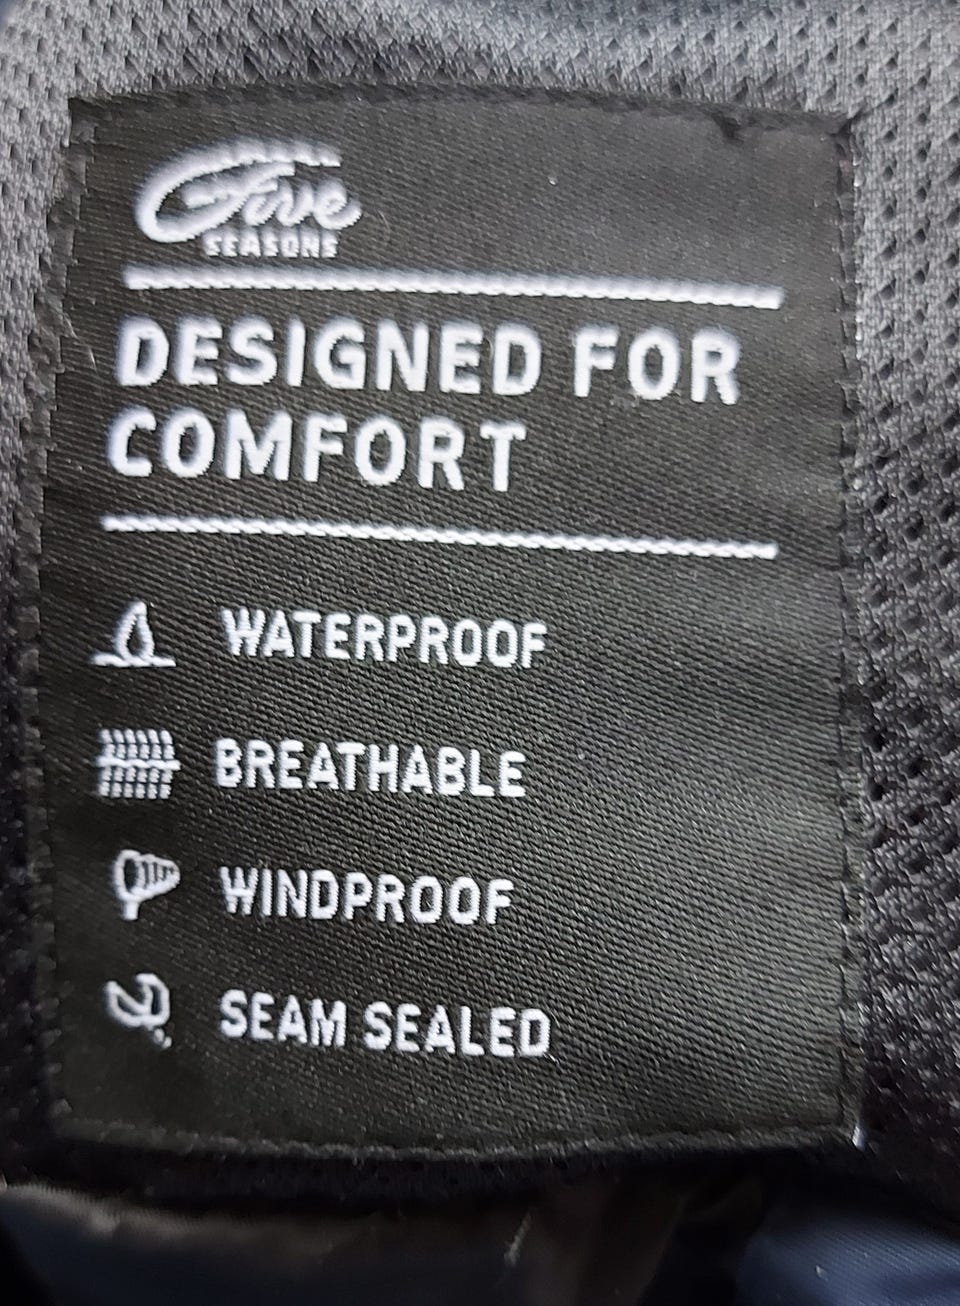 Five
SEASONS
DESIGNED FOR
COMFORT
WATERPROOF
BREATHABLE
WINDPROOF
SEAM SEALED